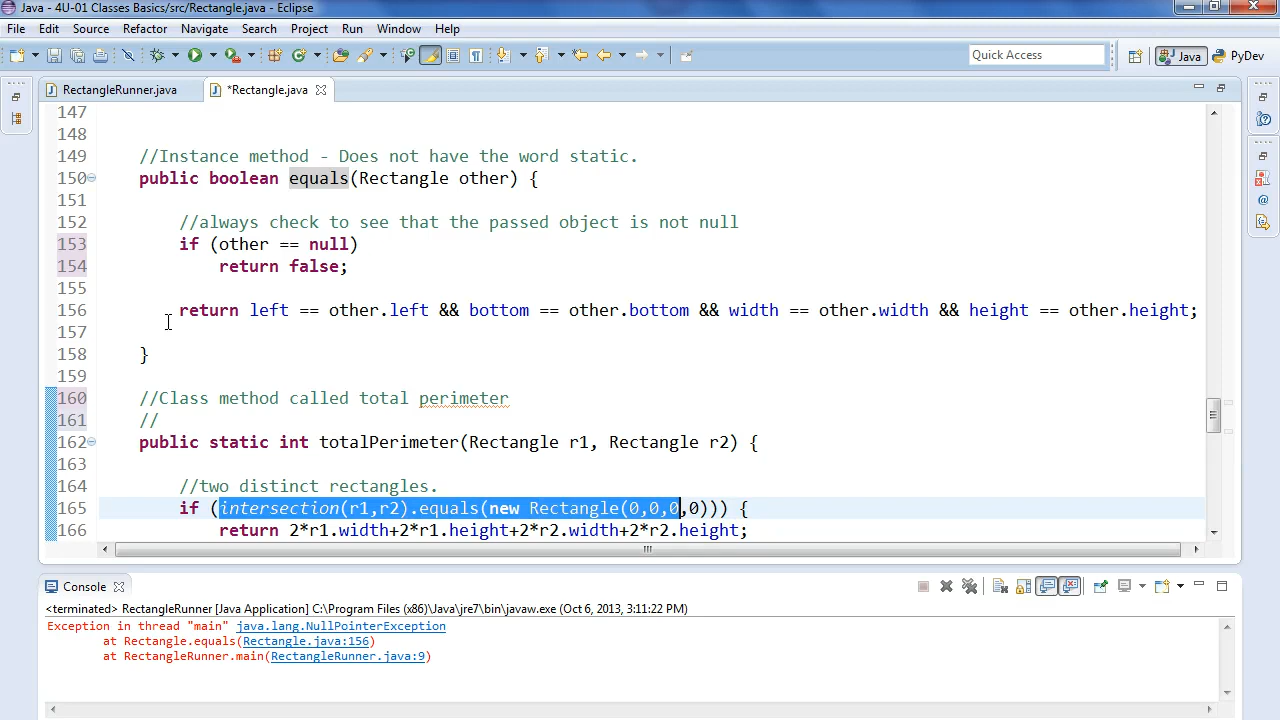 Java - 4U-01 Classes Basics/src/Rectangle.java - Eclipse
File Edit Source Refactor Navigate Search Project Run Window Help
Quick Access
Java
PyDev
RectangleRunner.java
*Rectangle.java
147
148
149 //Instance method - Does not have the word static.
150 public boolean equals(Rectangle other) {
151
152 //always check to see that the passed object is not null
153 if (other == null)
154 return false;
155
156 return left == other.left && bottom == other.bottom && width == other.width && height == other.height;
157
158 }
159
160 //Class method called total perimeter
161 //
162 public static int totalPerimeter(Rectangle r1, Rectangle r2) {
163
164 //two distinct rectangles.
165 if (intersection(r1,r2).equals(new Rectangle(0,0,0,0))) {
166 return 2*r1.width+2*r1.height+2*r2.width+2*r2.height;
Console
<terminated> RectangleRunner [Java Application] C:\Program Files (x86)\Java\jre7\bin\javaw.exe (Oct 6, 2013, 3:11:22 PM)
Exception in thread "main" java.lang.NullPointerException
at Rectangle.equals(Rectangle.java:156)
at RectangleRunner.main(RectangleRunner.java:9)